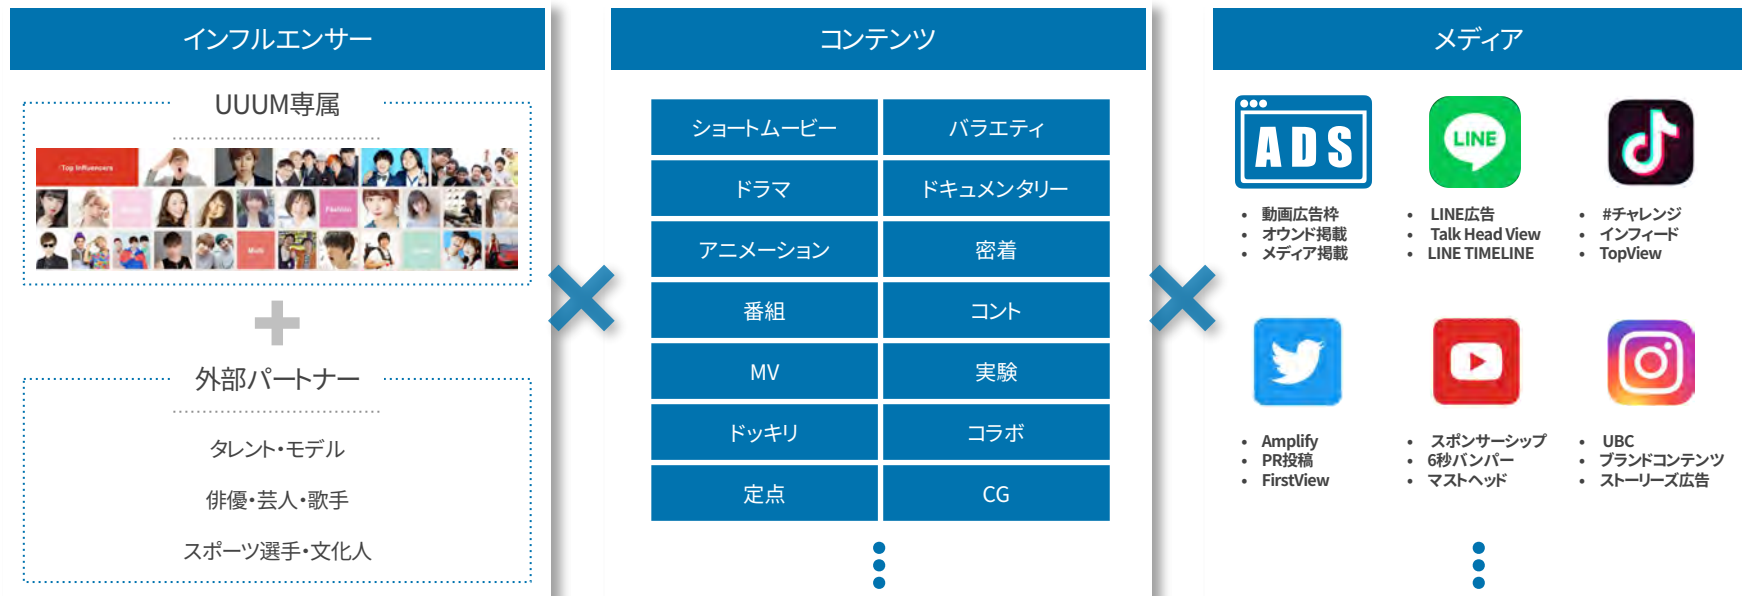 インフルエンサー
UUUM専属
Top Influencers
Fashion
Multi
外部パートナー
タレント・モデル
俳優・芸人・歌手
スポーツ選手・文化人
コンテンツ
ショートムービー
バラエティ
ドラマ
ドキュメンタリー
アニメーション
密着
番組
コント
MV
実験
ドッキリ
コラボ
定点
CG
メディア
ADS
• 動画広告枠
• オウンド掲載
• メディア掲載
LINE
• LINE広告
• Talk Head View
• LINE TIMELINE
• #チャレンジ
• インフィード
• TopView
• Amplify
• PR投稿
• FirstView
• スポンサーシップ
• 6秒バンパー
• マストヘッド
• UBC
• ブランドコンテンツ
• ストーリーズ広告